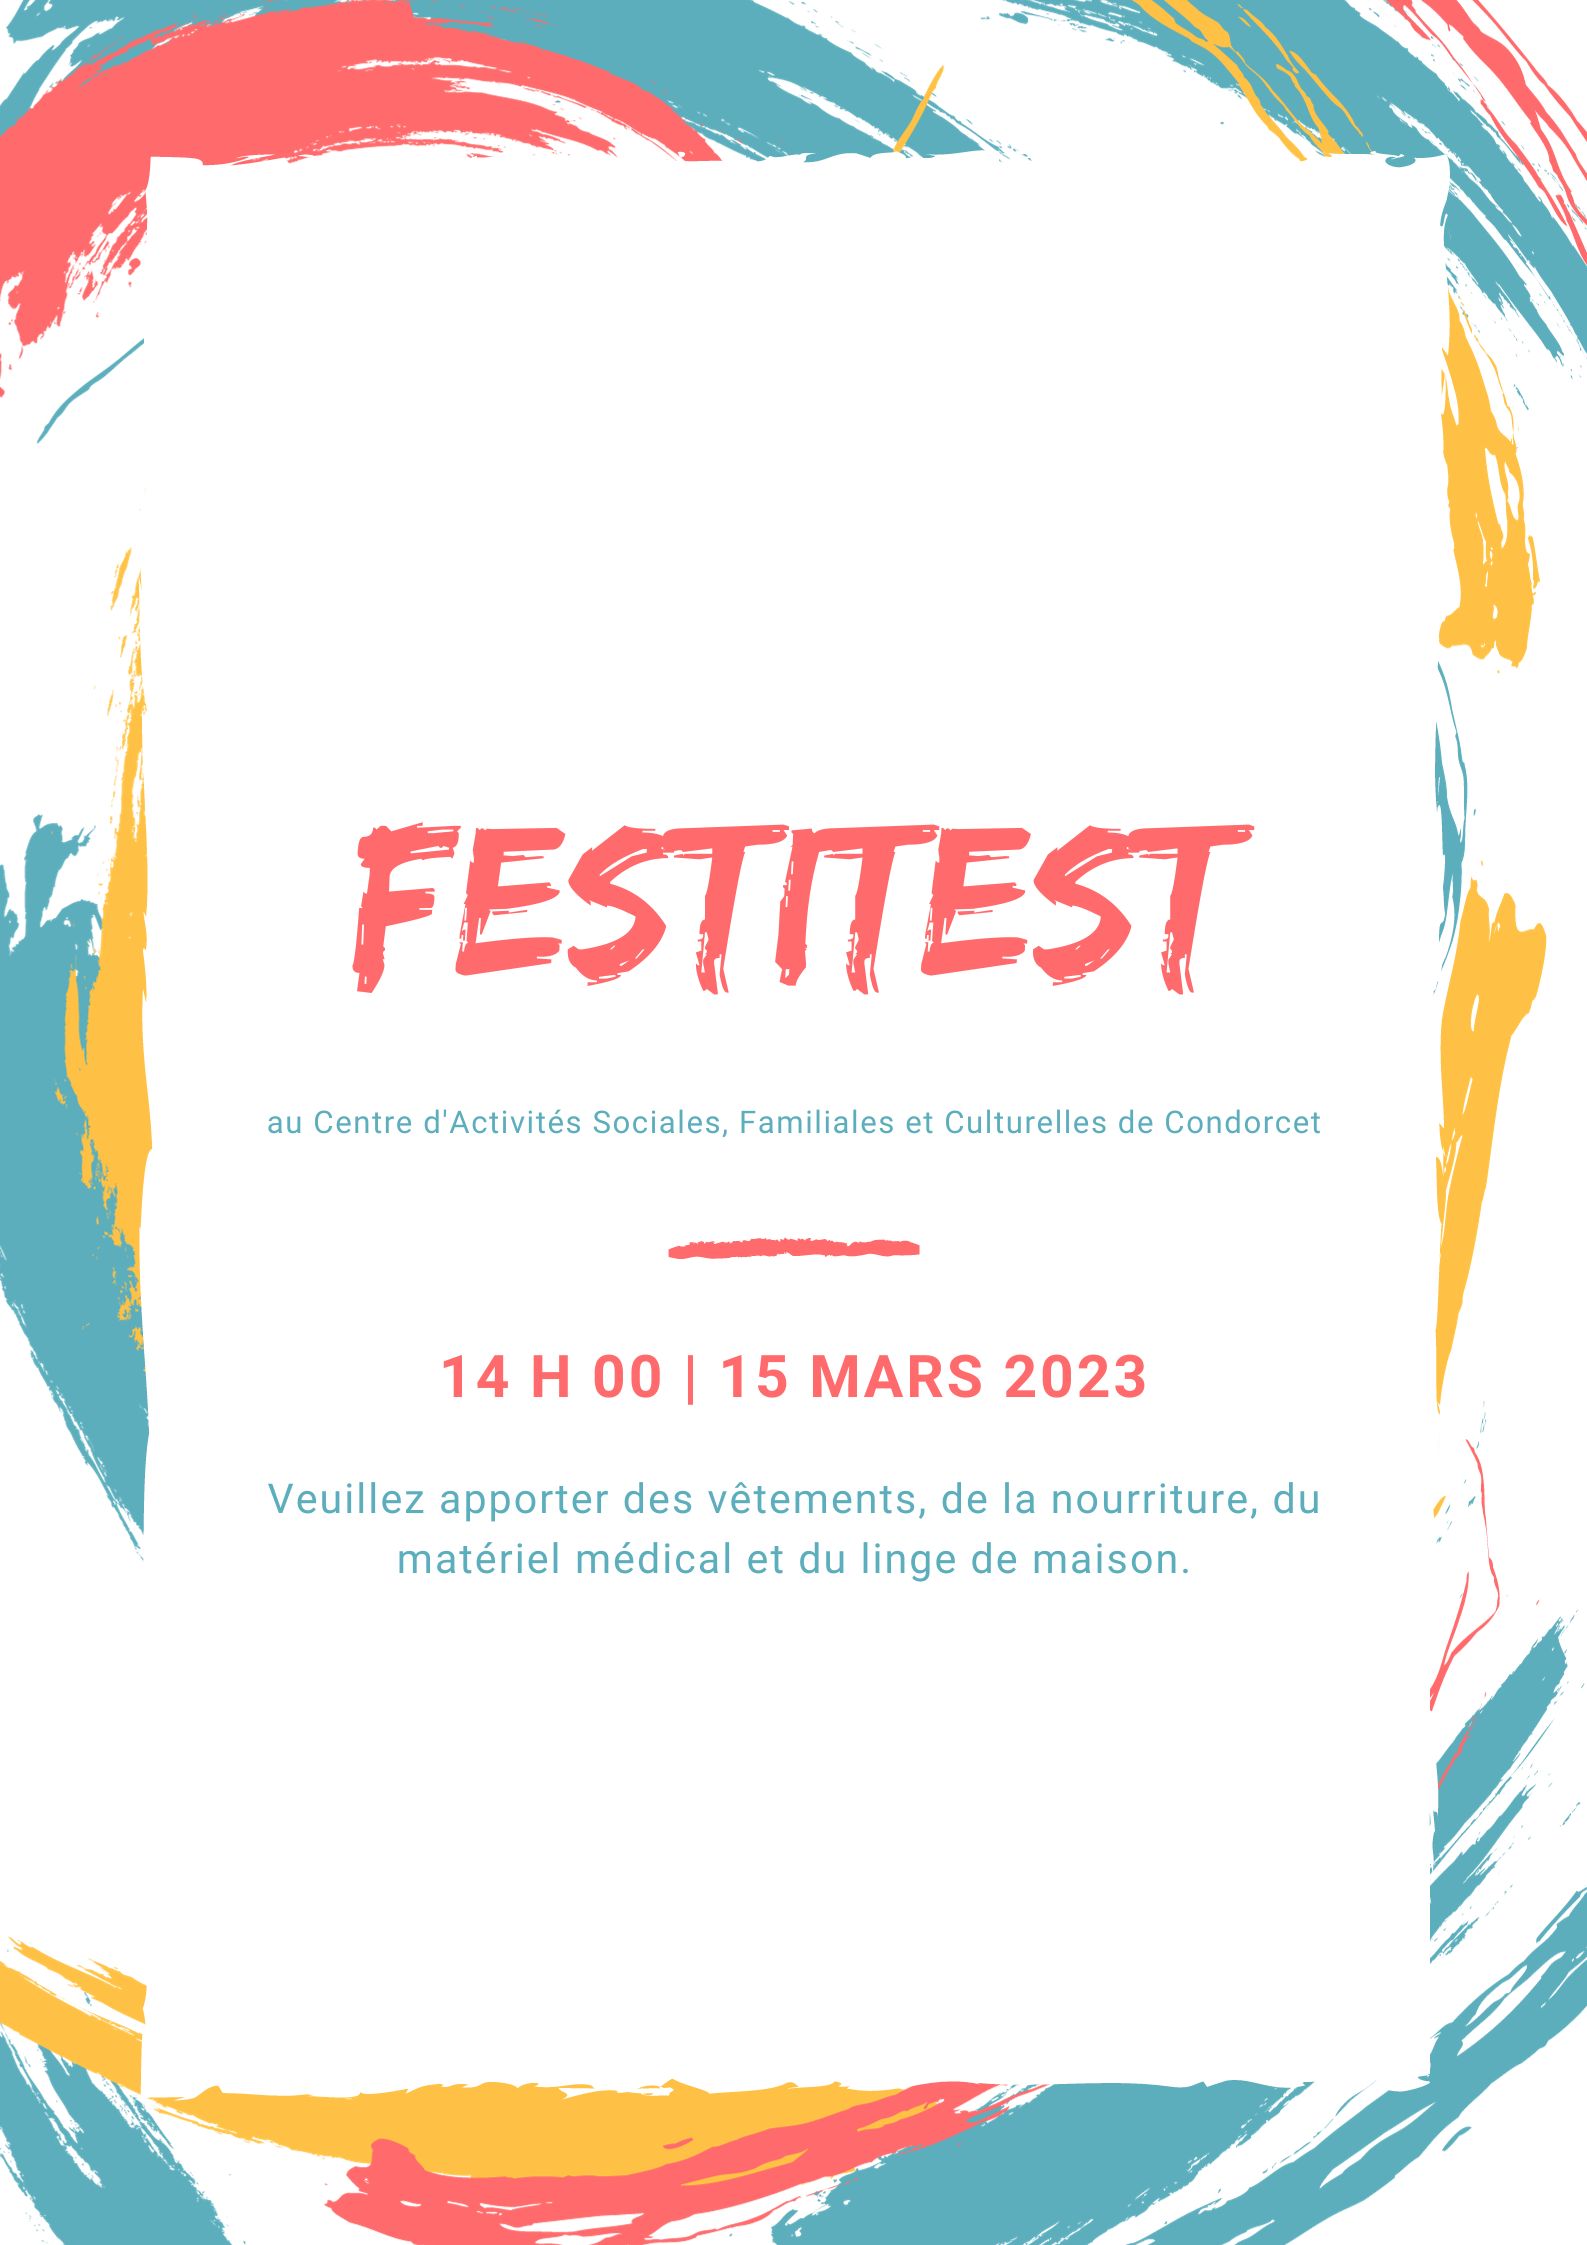 FESTITEST
au Centre d'Activités Sociales, Familiales et Culturelles de Condorcet
14 H 00 | 15 MARS 2023
Veuillez apporter des vêtements, de la nourriture, du
matériel médical et du linge de maison.